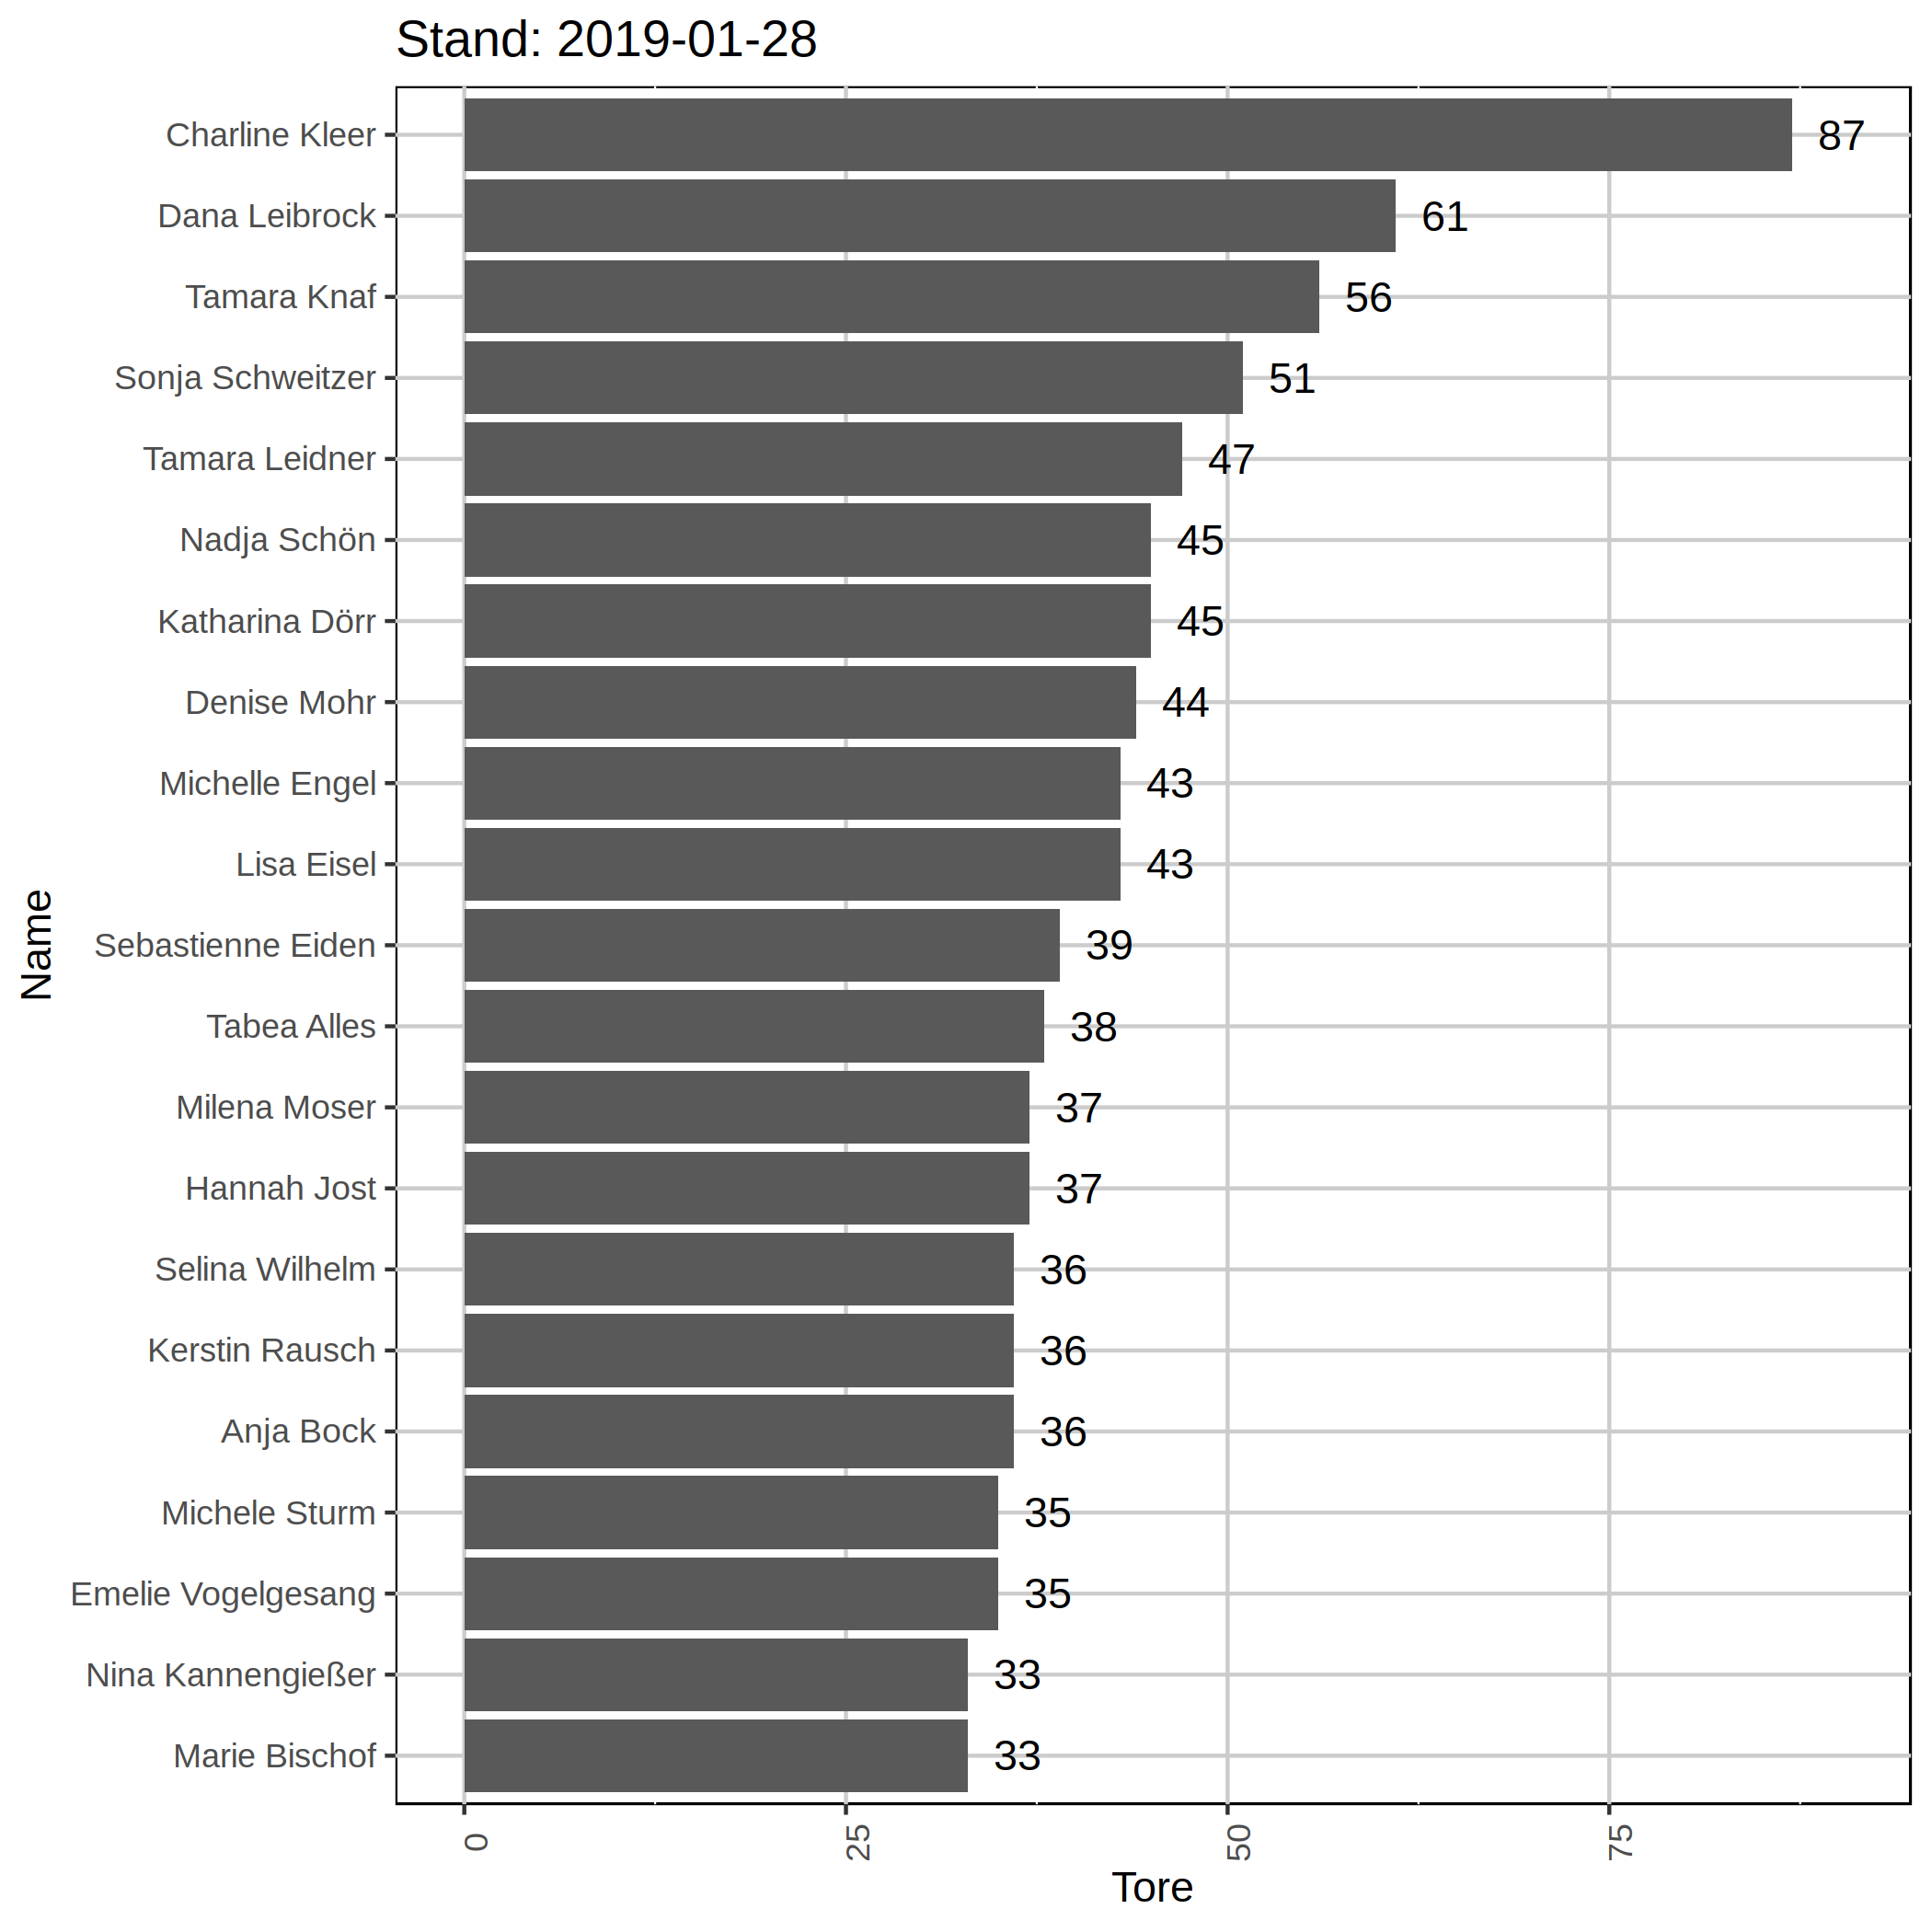 Stand: 2019-01-28
Charline Kleer 87
Dana Leibrock 61
Tamara Knaf 56
Sonja Schweitzer 51
Tamara Leidner 47
Nadja Schön 45
Katharina Dörr 45
Denise Mohr 44
Michelle Engel 43
Lisa Eisel 43
Sebastienne Eiden 39
Tabea Alles 38
Milena Moser 37
Hannah Jost 37
Selina Wilhelm 36
Kerstin Rausch 36
Anja Bock 36
Michele Sturm 35
Emelie Vogelgesang 35
Nina Kannengießer 33
Marie Bischof 33
Name
0 25 50 75
Tore